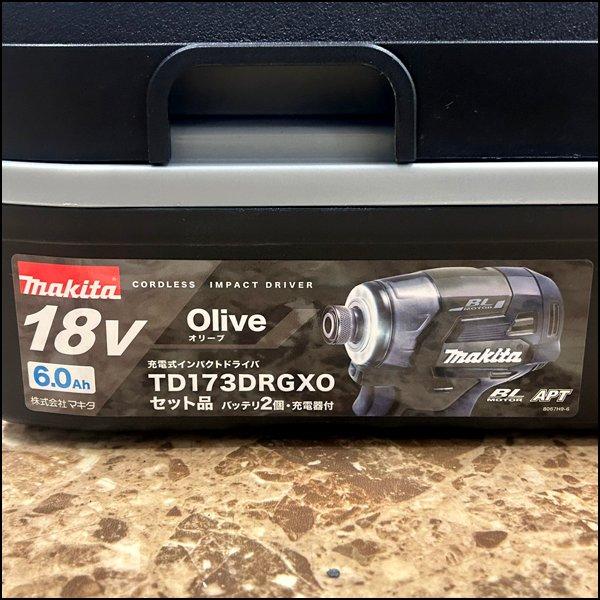 makita CORDLESS IMPACT DRIVER
18V
6.0Ah
株式会社マキタ
Olive
オリーブ
充電式インパクトドライバ
TD173DRGXO
セット品 バッテリ2個・充電器付
BL
MOTOR
makita
BL
MOTOR
APT
8067H9-6